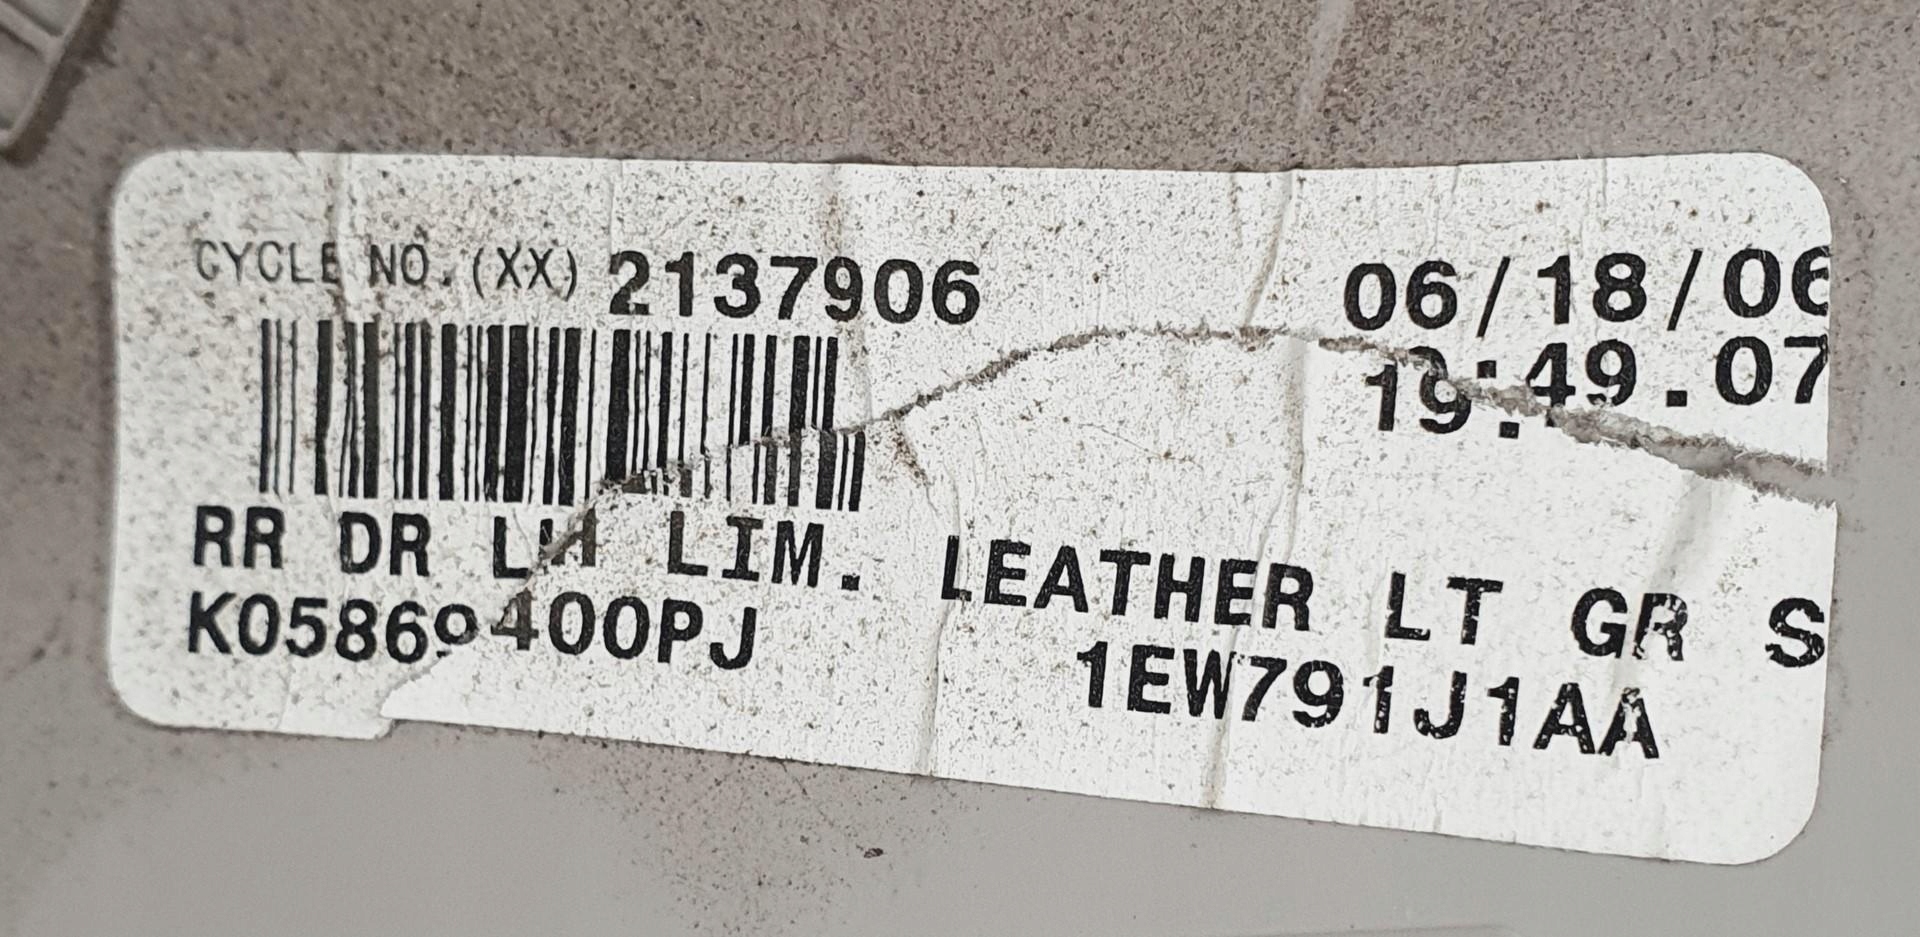 CYCLE NO. (XX) 2137906 06/18/06
19:49.07
RR DR LH LIM. LEATHER LT GR S
K05869400PJ 1EW791J1AA